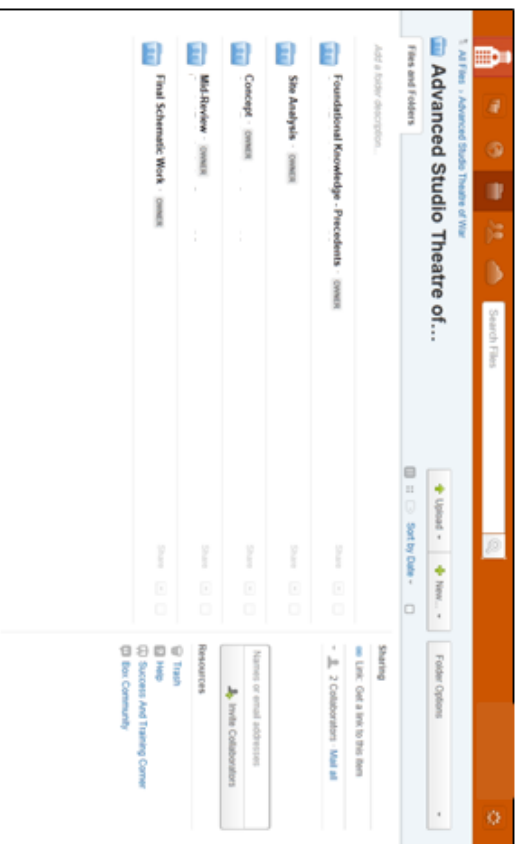 Search Files
All Files › Advanced Studio Theatre of War
Advanced Studio Theatre of...
Upload
New...
Folder Options
Files and Folders
Sort by Date
Add a folder description...
Foundational Knowledge - Precedents · OWNER
Share
Site Analysis · OWNER
Share
Concept · OWNER
Share
Mid-Review · OWNER
Share
Final Schematic Work · OWNER
Share
Sharing
Link: Get a link to this item
2 Collaborators Mail all
Names or email addresses
Invite Collaborators
Resources
Trash
Help
Success And Training Corner
Box Community